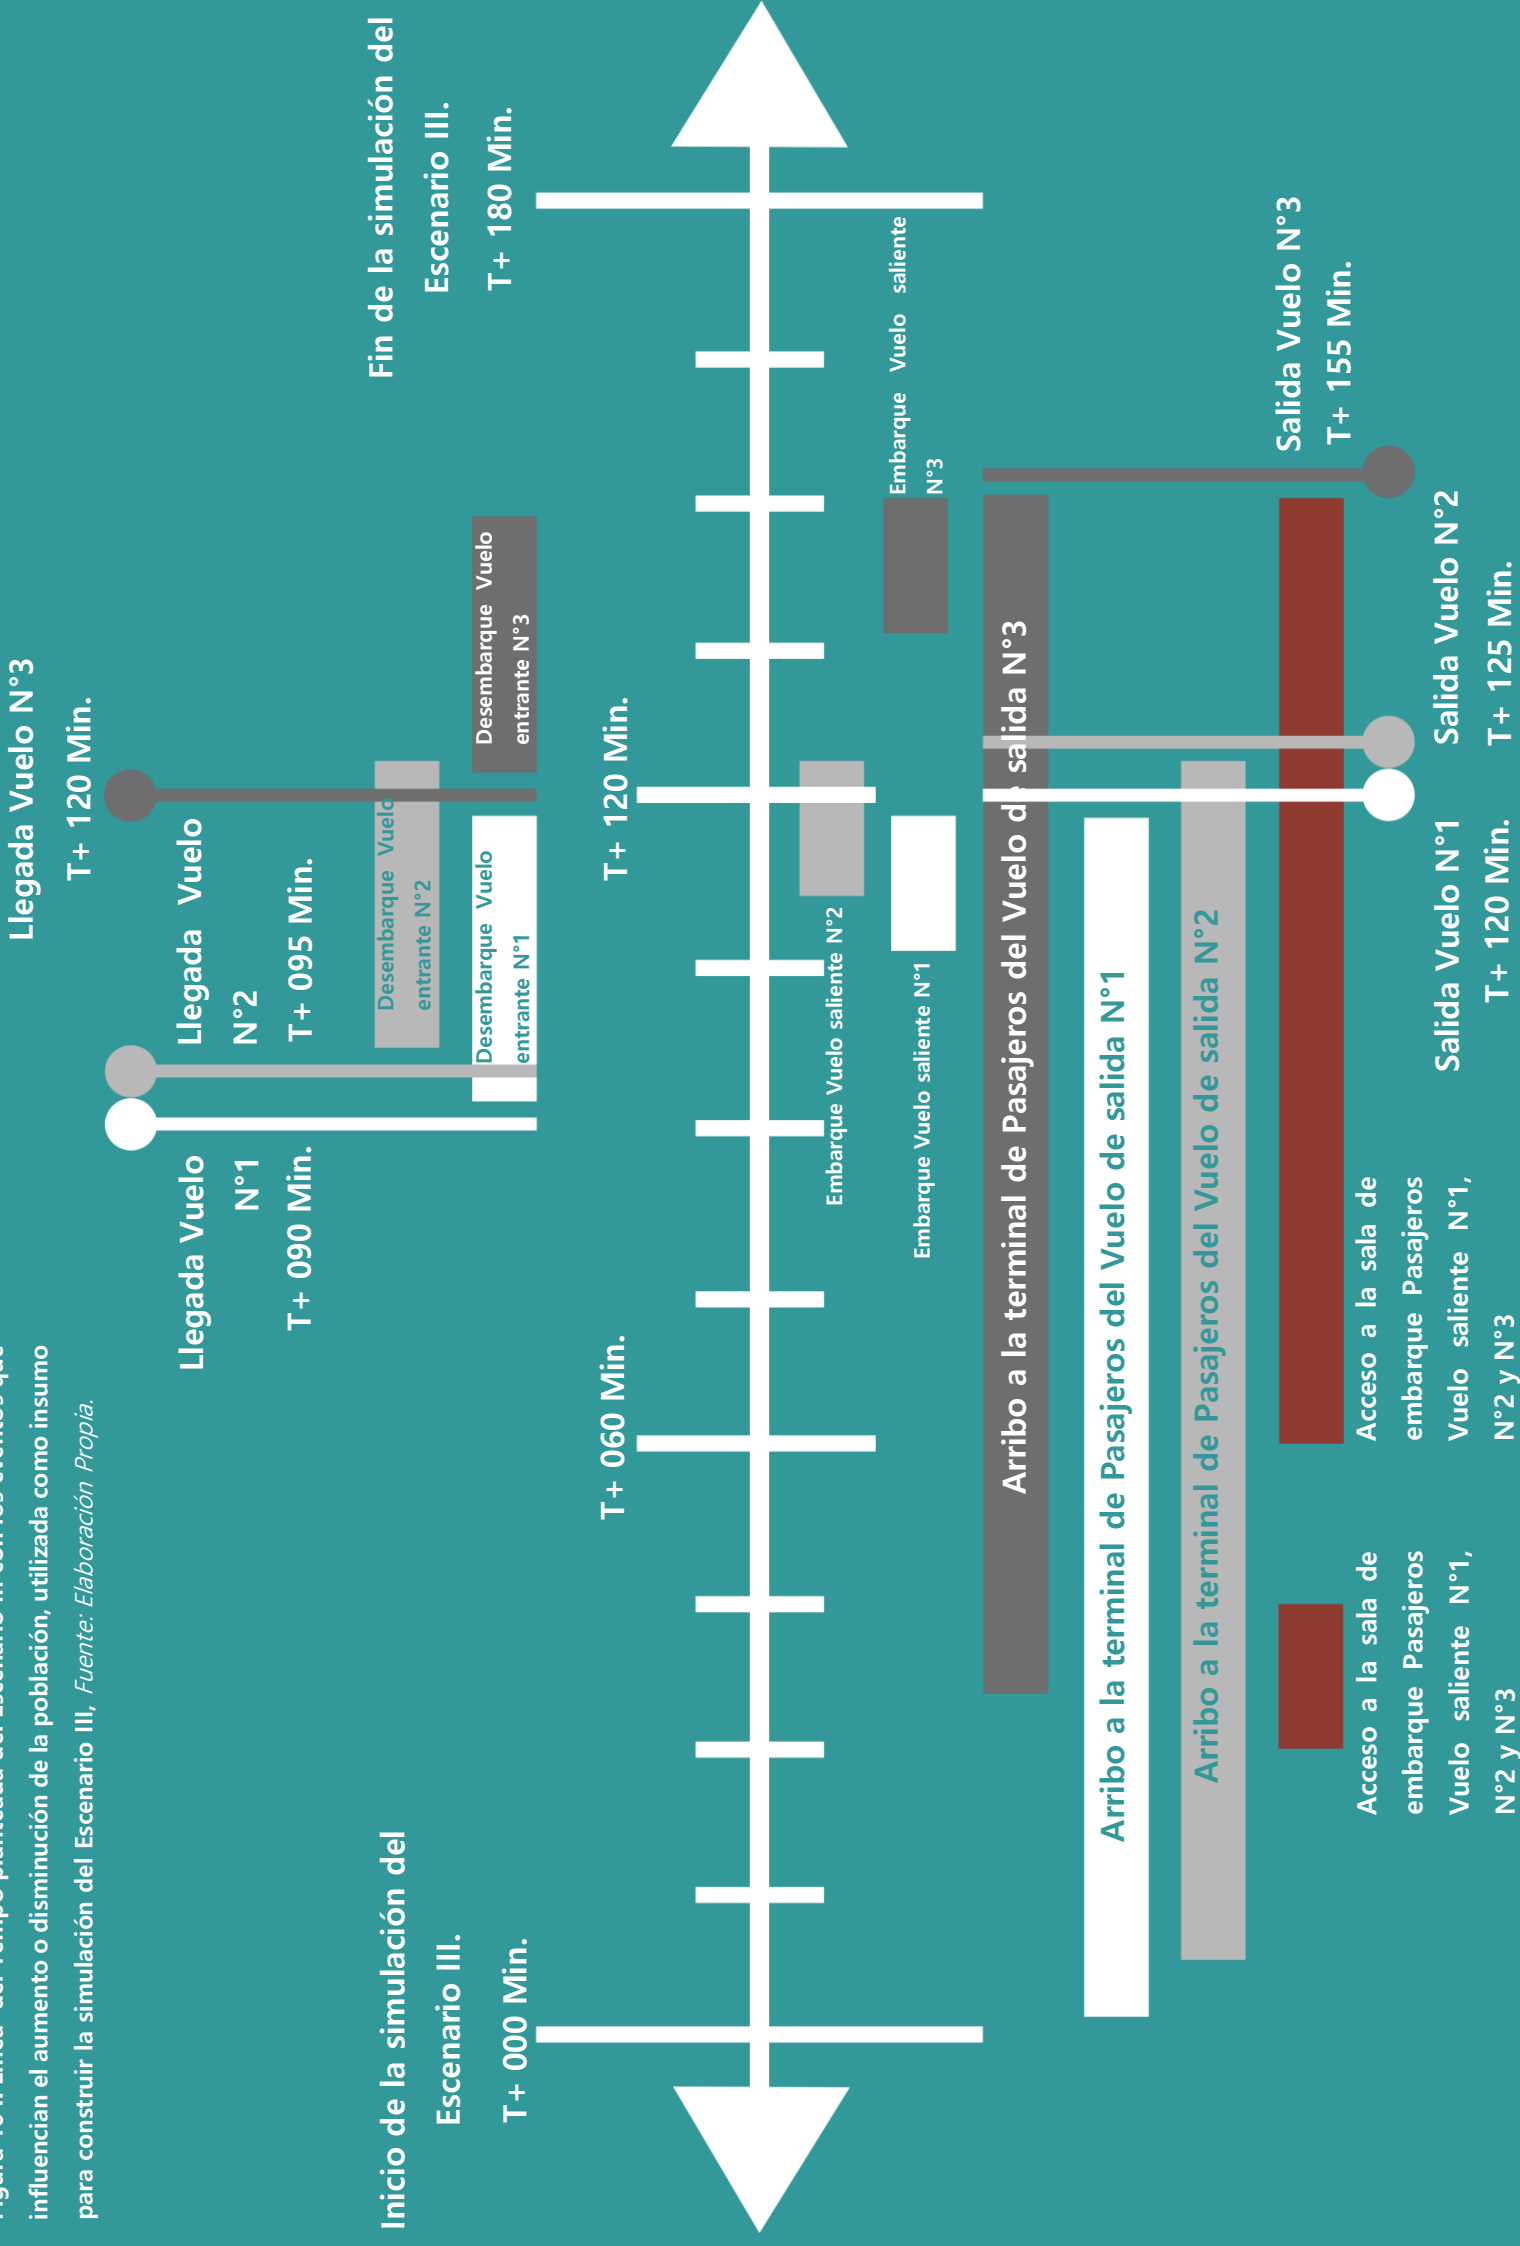 influencian el aumento o disminución de la población, utilizada como insumo
para construir la simulación del Escenario III, Fuente: Elaboración Propia.
Llegada Vuelo N°3
T+ 120 Min.
Llegada Vuelo
N°1
T+ 090 Min.
Llegada Vuelo
N°2
T+ 095 Min.
Inicio de la simulación del
Escenario III.
T+ 000 Min.
Fin de la simulación del
Escenario III.
T+ 180 Min.
Desembarque Vuelo
entrante N°2
Desembarque Vuelo
entrante N°1
Desembarque Vuelo
entrante N°3
T+ 060 Min.
T+ 120 Min.
Embarque Vuelo saliente N°2
Embarque Vuelo saliente N°1
Embarque Vuelo saliente
N°3
Arribo a la terminal de Pasajeros del Vuelo de salida N°3
Arribo a la terminal de Pasajeros del Vuelo de salida N°1
Arribo a la terminal de Pasajeros del Vuelo de salida N°2
Salida Vuelo N°3
T+ 155 Min.
Acceso a la sala de
embarque Pasajeros
Vuelo saliente N°1,
N°2 y N°3
Acceso a la sala de
embarque Pasajeros
Vuelo saliente N°1,
N°2 y N°3
Salida Vuelo N°1
T+ 120 Min.
Salida Vuelo N°2
T+ 125 Min.